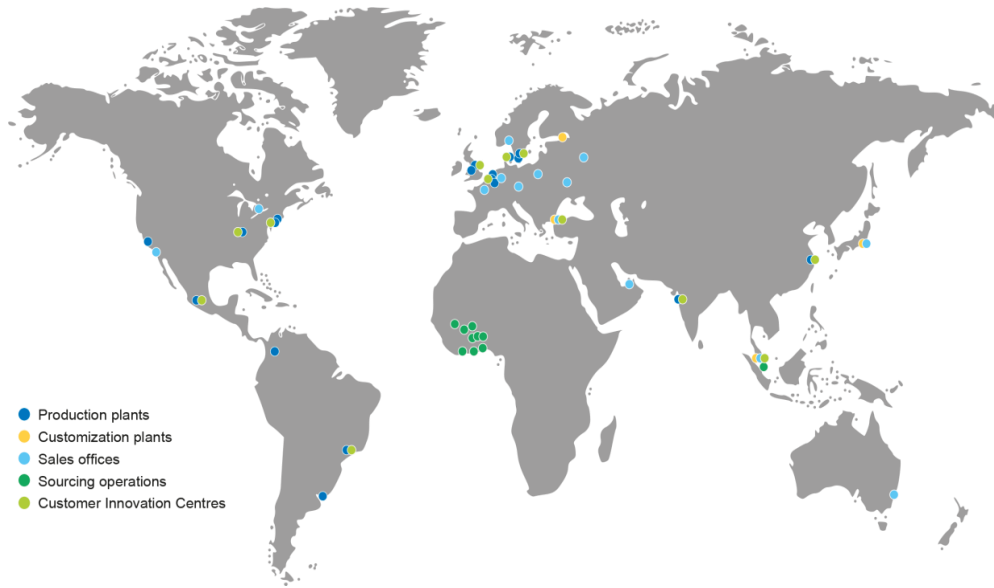 Production plants
Customization plants
Sales offices
Sourcing operations
Customer Innovation Centres